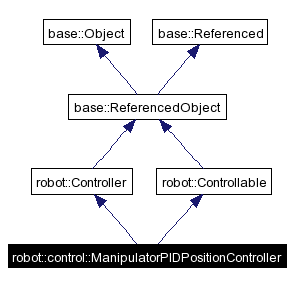 base::Object
base::Referenced
base::ReferencedObject
robot::Controller
robot::Controllable
robot::control::ManipulatorPIDPositionController